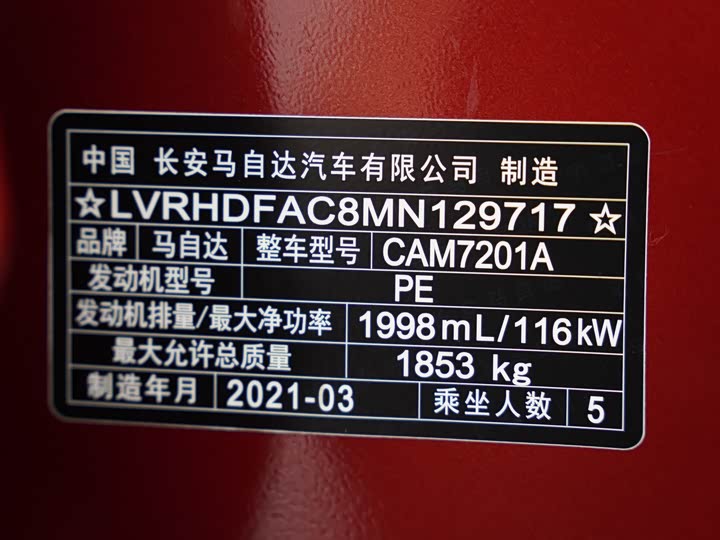 中国 长安马自达汽车有限公司 制造
☆LVRHDFAC8MN129717☆
品牌 马自达 整车型号 CAM7201A
发动机型号 PE
发动机排量/最大净功率 1998mL/116kW
最大允许总质量 1853 kg
制造年月 2021-03 乘坐人数 5